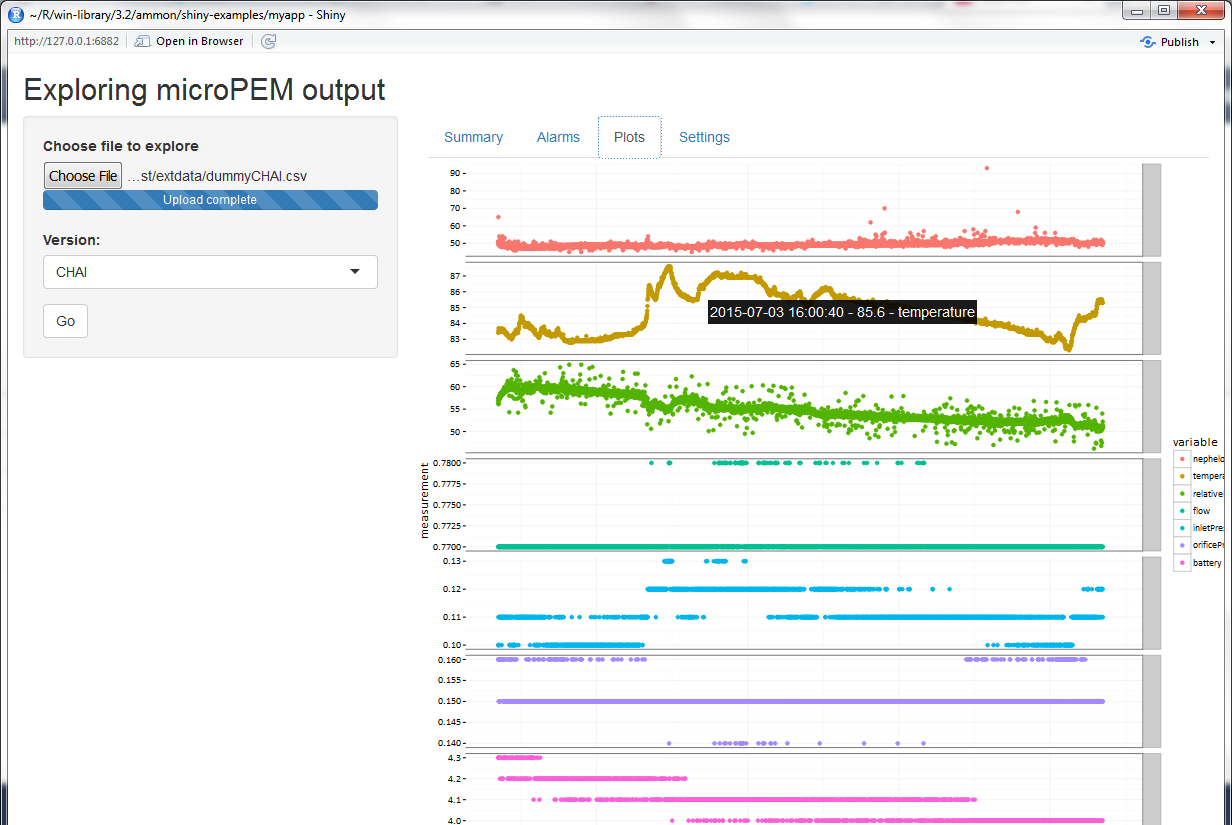 ~/R/win-library/3.2/ammon/shiny-examples/myapp - Shiny
http://127.0.0.1:6882 Open in Browser Publish
Exploring microPEM output
Choose file to explore
Choose File ...st/extdata/dummyCHAI.csv
Upload complete
Version:
CHAI
Go
Summary Alarms Plots Settings
measurement
90
80
70
60
50
87
86
85
84
83
2015-07-03 16:00:40 - 85.6 - temperature
65
60
55
50
0.7800
0.7775
0.7750
0.7725
0.7700
0.13
0.12
0.11
0.10
0.160
0.155
0.150
0.145
0.140
4.3
4.2
4.1
4.0
variable
nephelo
tempera
relative
flow
inletPres
orificePr
battery